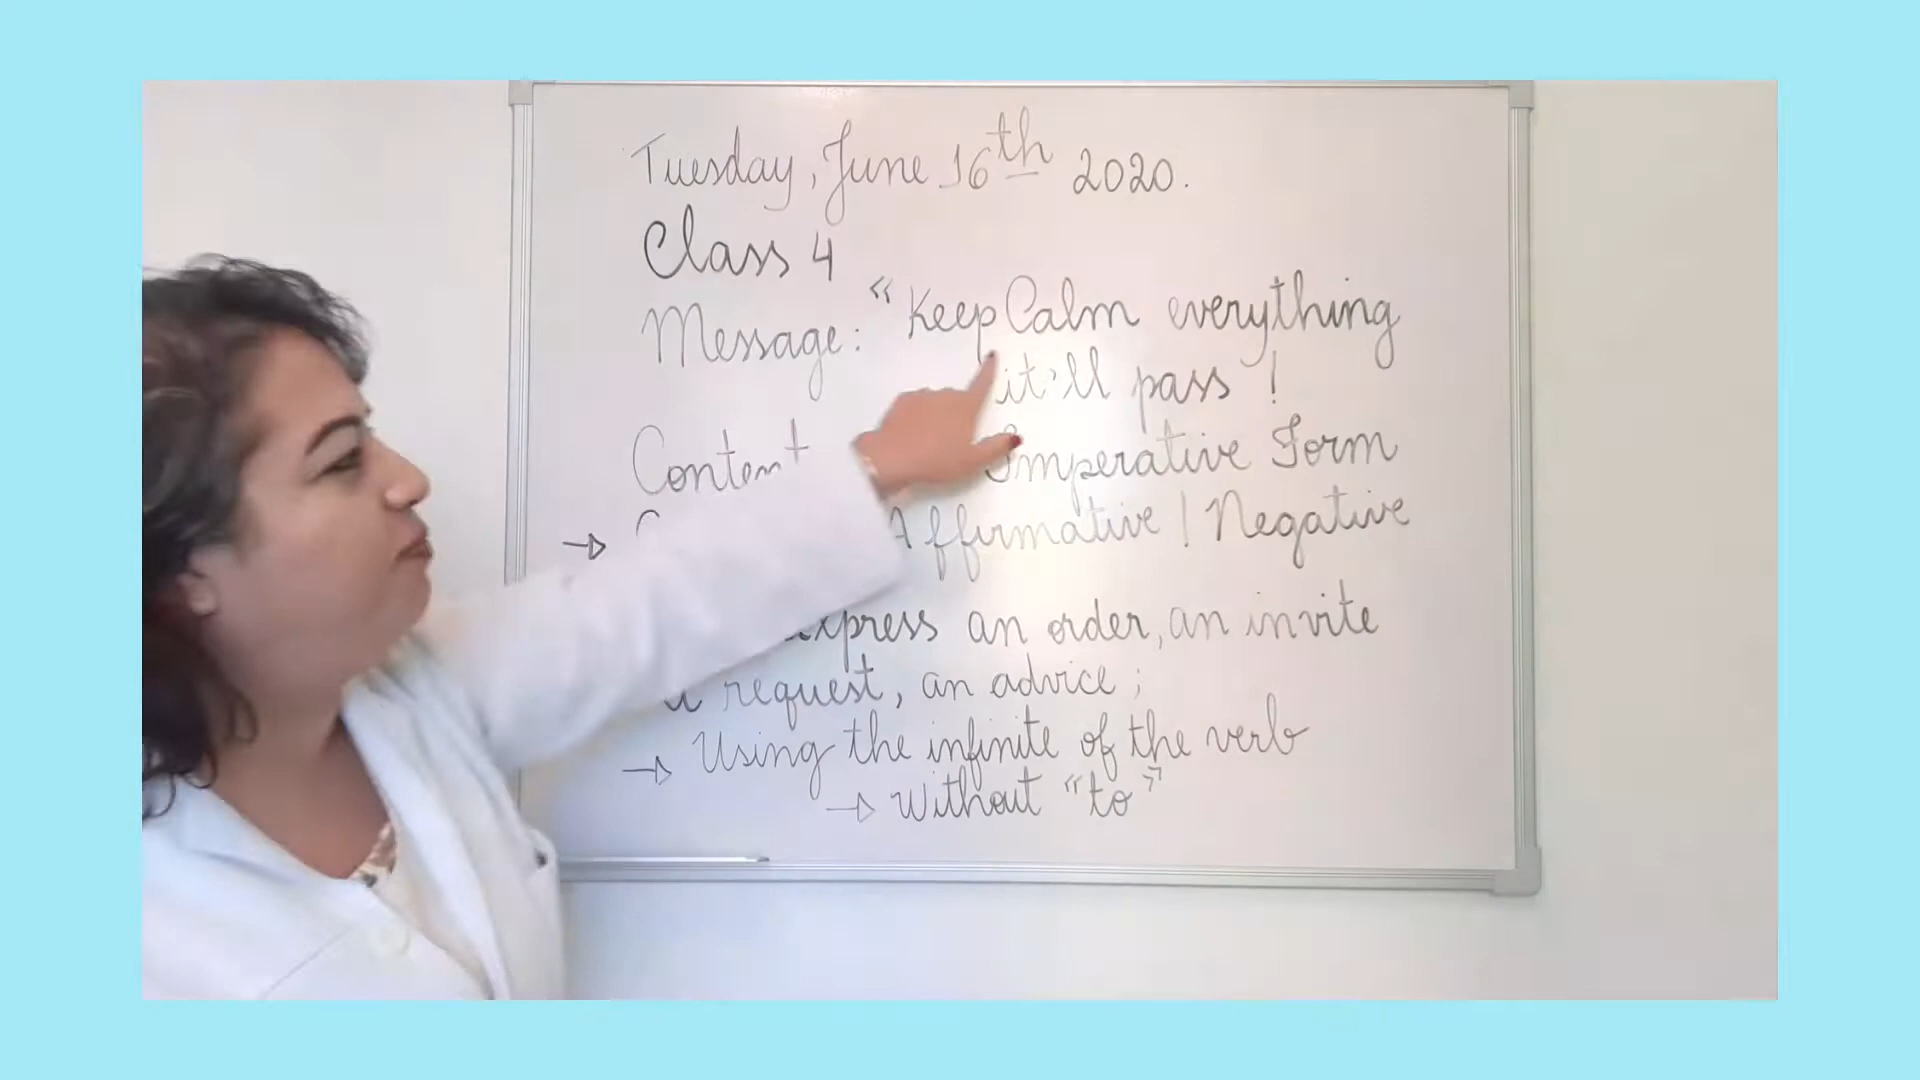 Tuesday, June 16th 2020.
Class 4
Message: "Keep Calm everything
it'll pass"!
Content Imperative Form
→ Affirmative / Negative
express an order, an invite
a request, an advice;
→ Using the infinite of the verb
→ Without "to"